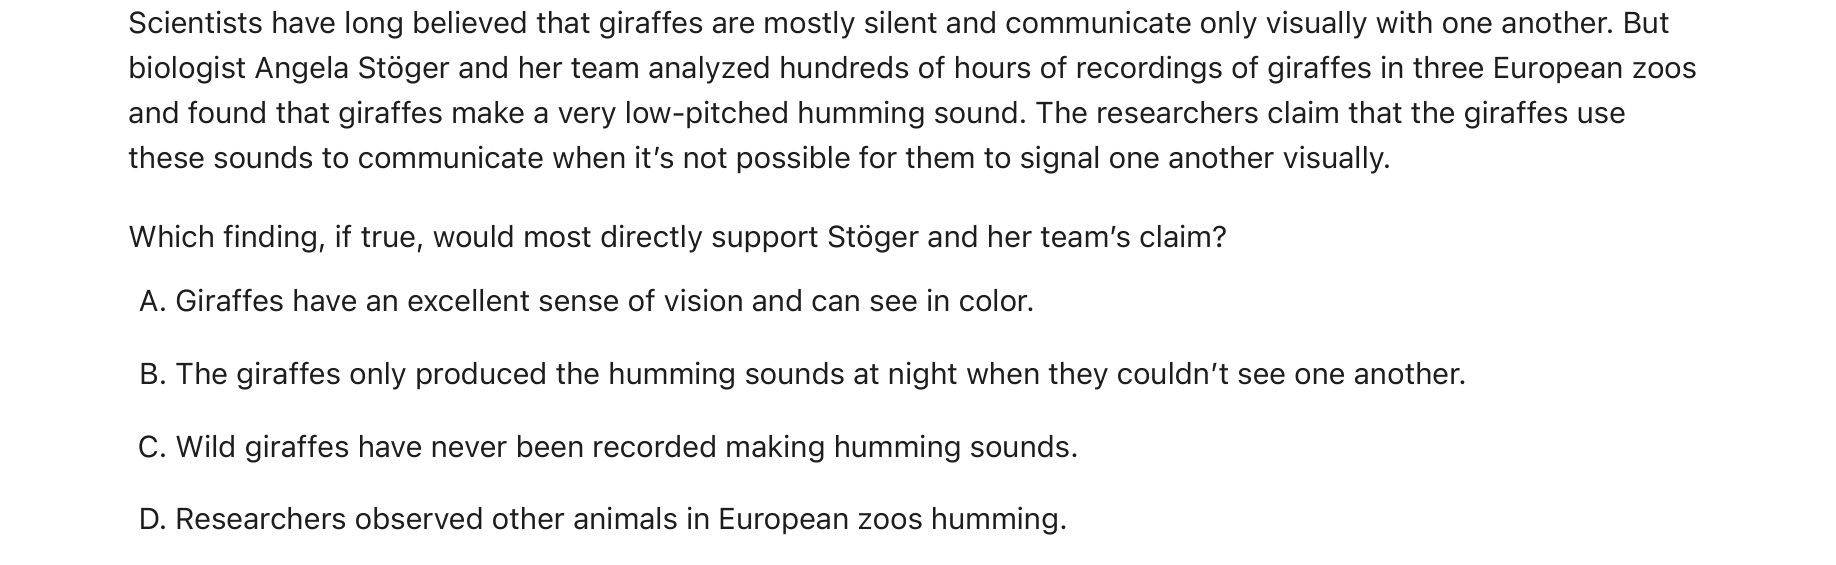 Scientists have long believed that giraffes are mostly silent and communicate only visually with one another. But
biologist Angela Stöger and her team analyzed hundreds of hours of recordings of giraffes in three European zoos
and found that giraffes make a very low-pitched humming sound. The researchers claim that the giraffes use
these sounds to communicate when it’s not possible for them to signal one another visually.
Which finding, if true, would most directly support Stöger and her team’s claim?
A. Giraffes have an excellent sense of vision and can see in color.
B. The giraffes only produced the humming sounds at night when they couldn’t see one another.
C. Wild giraffes have never been recorded making humming sounds.
D. Researchers observed other animals in European zoos humming.